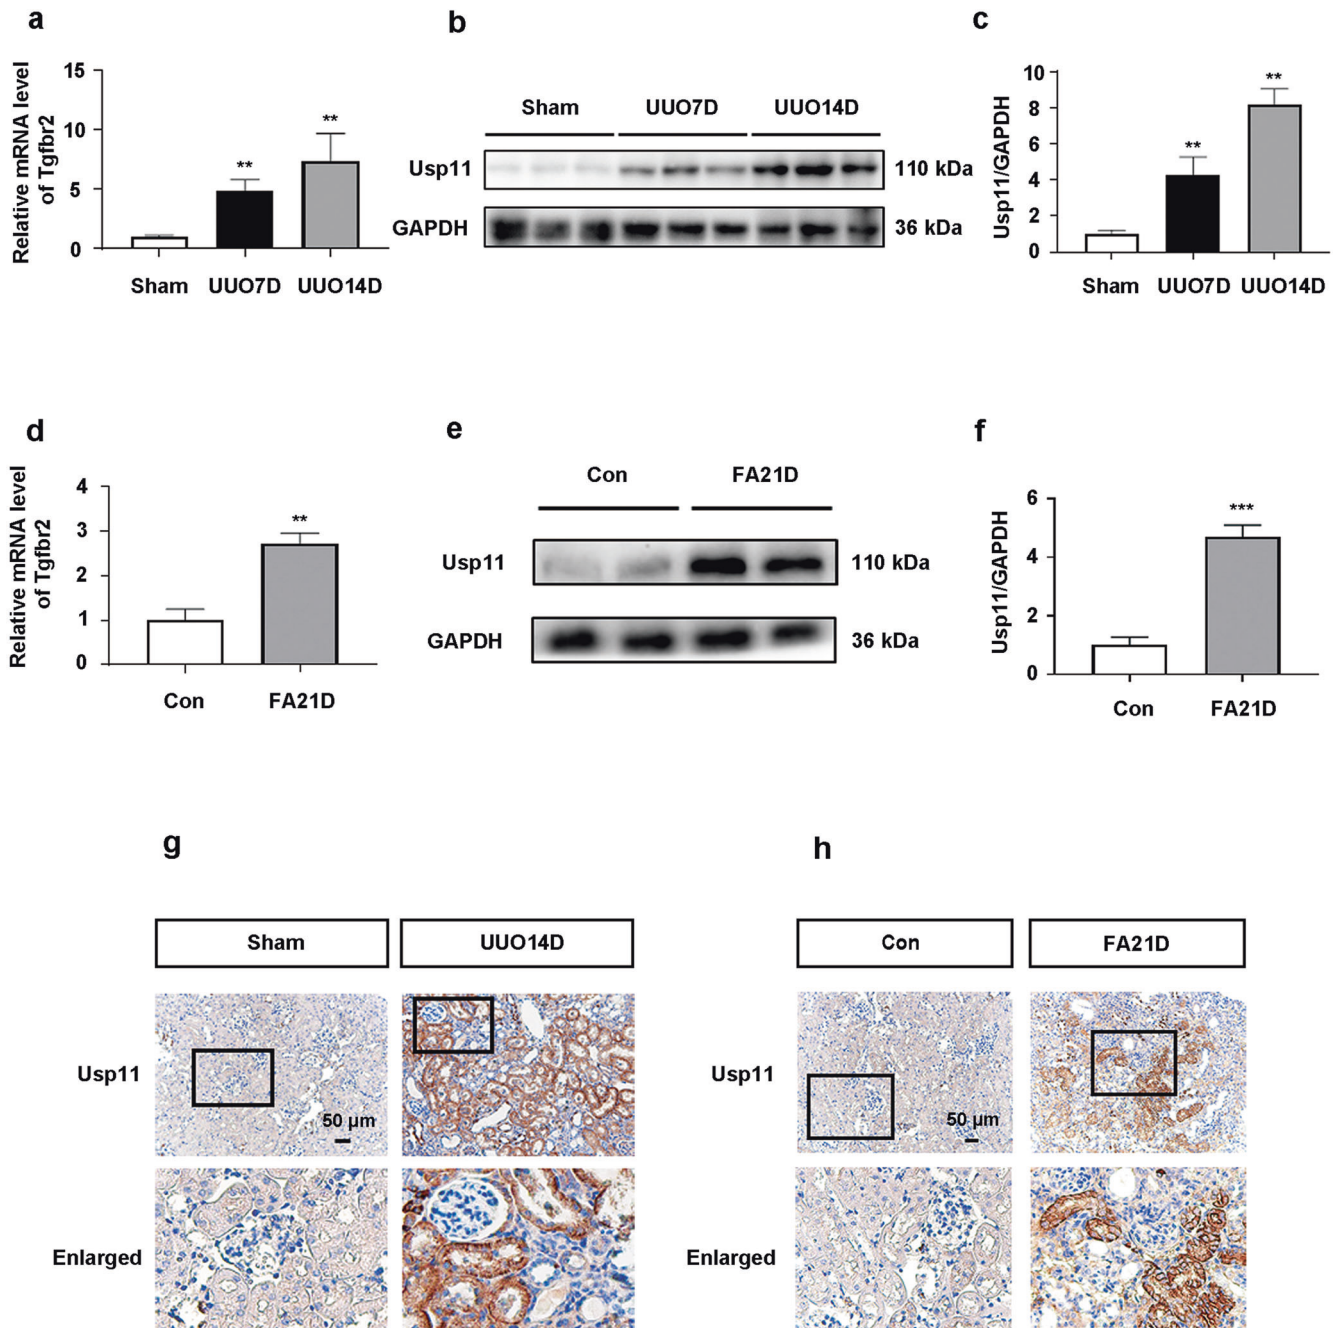 a
b
c
15
10
5
0
Relative mRNA level
of Tgfbr2
**
**
Sham
UUO7D
UUO14D
Sham
UUO7D
UUO14D
Usp11
110 kDa
GAPDH
36 kDa
10
8
6
4
2
0
Usp11/GAPDH
**
**
Sham
UUO7D
UUO14D
d
e
f
4
3
2
1
0
Relative mRNA level
of Tgfbr2
**
Con
FA21D
Con
FA21D
Usp11
110 kDa
GAPDH
36 kDa
6
4
2
0
Usp11/GAPDH
***
Con
FA21D
g
h
Sham
UUO14D
Usp11
50 μm
Enlarged
Con
FA21D
Usp11
50 μm
Enlarged